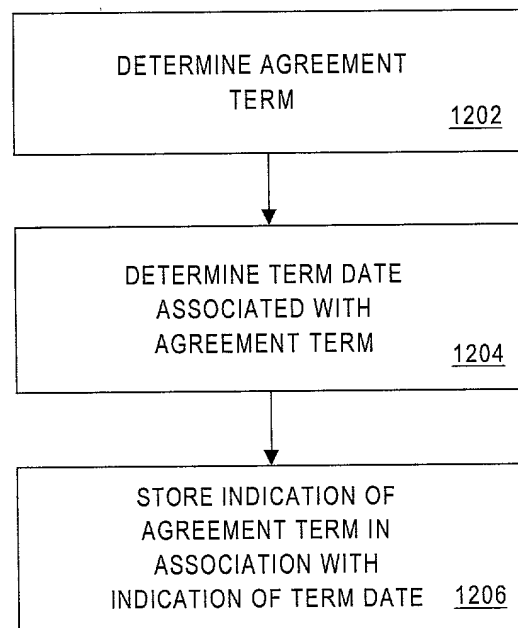 DETERMINE AGREEMENT
TERM
1202
DETERMINE TERM DATE
ASSOCIATED WITH
AGREEMENT TERM
1204
STORE INDICATION OF
AGREEMENT TERM IN
ASSOCIATION WITH
INDICATION OF TERM DATE
1206